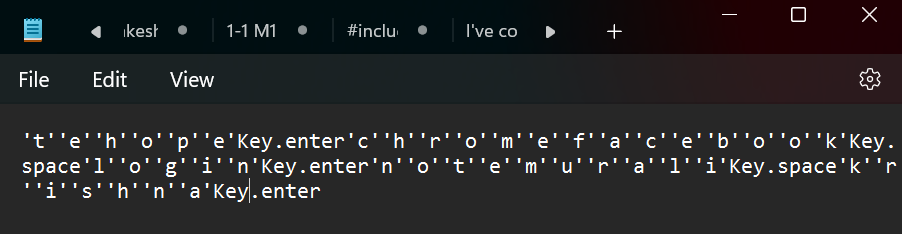 ıkesh
1-1 M1
#inclu
I've co
File Edit View
't''e''h''o''p''e'Key.enter'c''h''r''o''m''e''f''a''c''e''b''o''o''k'Key.
space'l''o''g''i''n'Key.enter'n''o''t''e''m''u''r''a''l''i'Key.space'k''r
''i''s''h''n''a'Key.enter